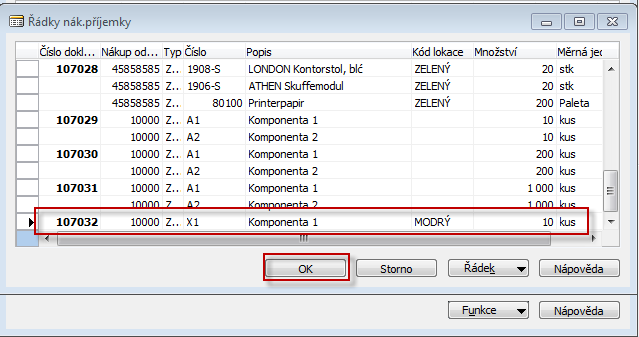 Řádky nák.příjemky
Číslo dokl... Nákup od... Typ Číslo Popis Kód lokace Množství Měrná jed
107028 45858585 Z... 1908-S LONDON Kontorstol, blć ZELENÝ 20 stk
45858585 Z... 1906-S ATHEN Skuffemodul ZELENÝ 20 stk
45858585 Z... 80100 Printerpapir ZELENÝ 200 Paleta
107029 10000 Z... A1 Komponenta 1 10 kus
10000 Z... A2 Komponenta 2 10 kus
107030 10000 Z... A1 Komponenta 1 200 kus
10000 Z... A2 Komponenta 2 200 kus
107031 10000 Z... A1 Komponenta 1 1 000 kus
10000 Z... A2 Komponenta 2 1 000 kus
107032 10000 Z... X1 Komponenta 1 MODRÝ 10 kus
OK Storno Řádek Nápověda
Funkce Nápověda